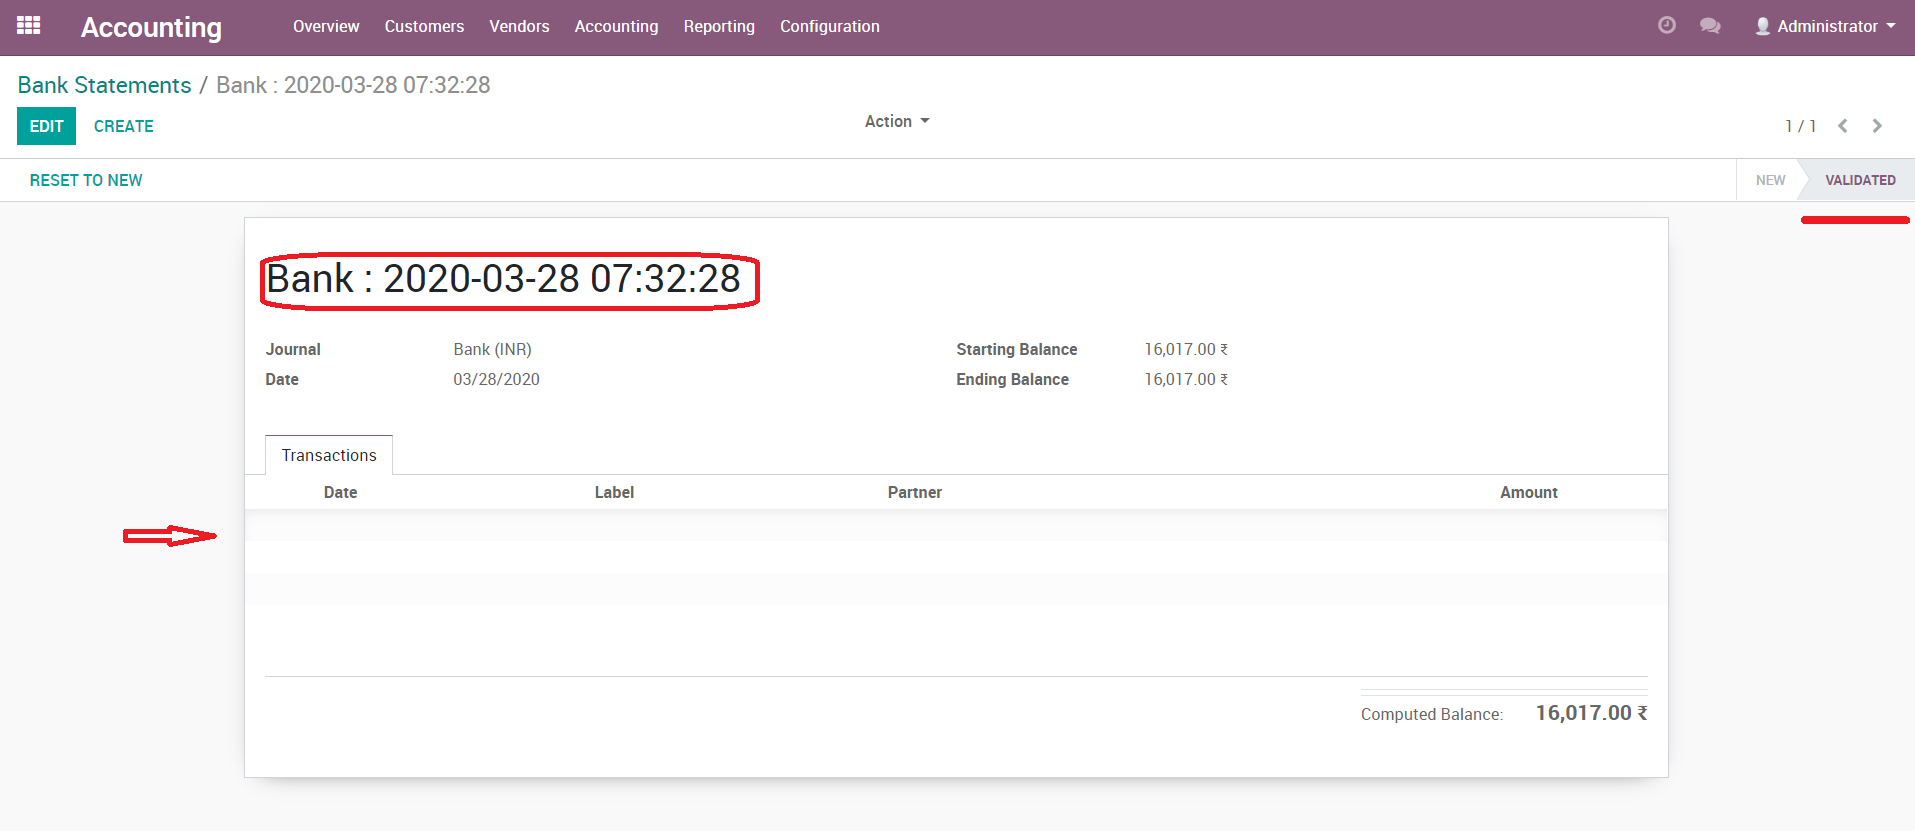 Accounting Overview Customers Vendors Accounting Reporting Configuration Administrator
Bank Statements / Bank : 2020-03-28 07:32:28
EDIT CREATE Action 1 / 1
RESET TO NEW NEW VALIDATED
Bank : 2020-03-28 07:32:28
Journal Bank (INR) Starting Balance 16,017.00 ₹
Date 03/28/2020 Ending Balance 16,017.00 ₹
Transactions
Date Label Partner Amount
Computed Balance: 16,017.00 ₹